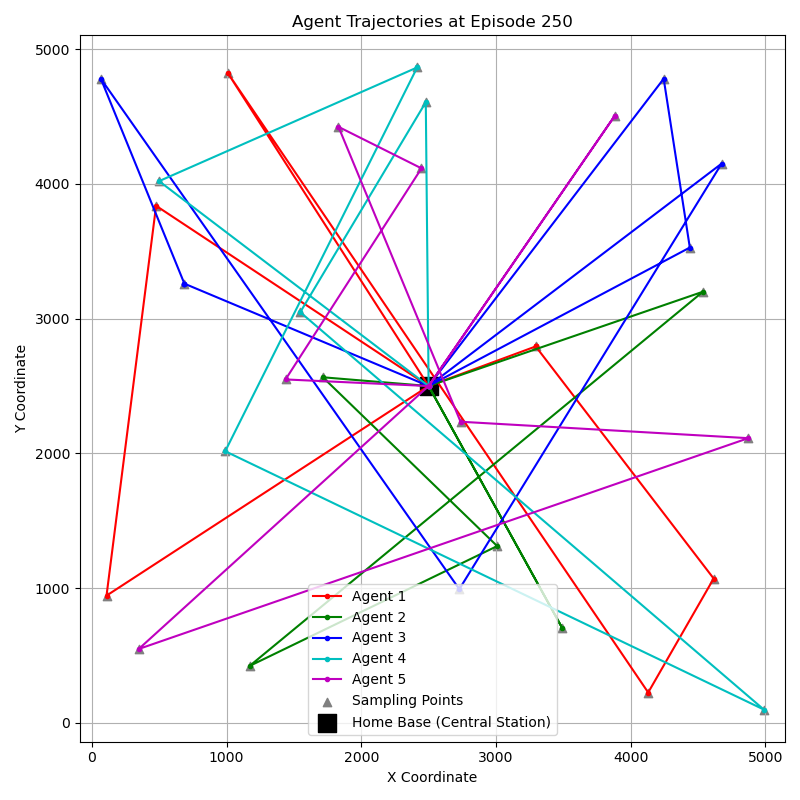 Agent Trajectories at Episode 250
5000
4000
3000
2000
1000
0
Y Coordinate
Agent 1
Agent 2
Agent 3
Agent 4
Agent 5
Sampling Points
Home Base (Central Station)
0 1000 2000 3000 4000 5000
X Coordinate